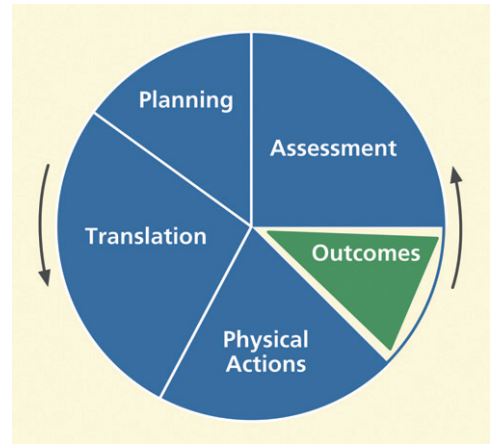 Planning
Assessment
Translation
Outcomes
Physical
Actions